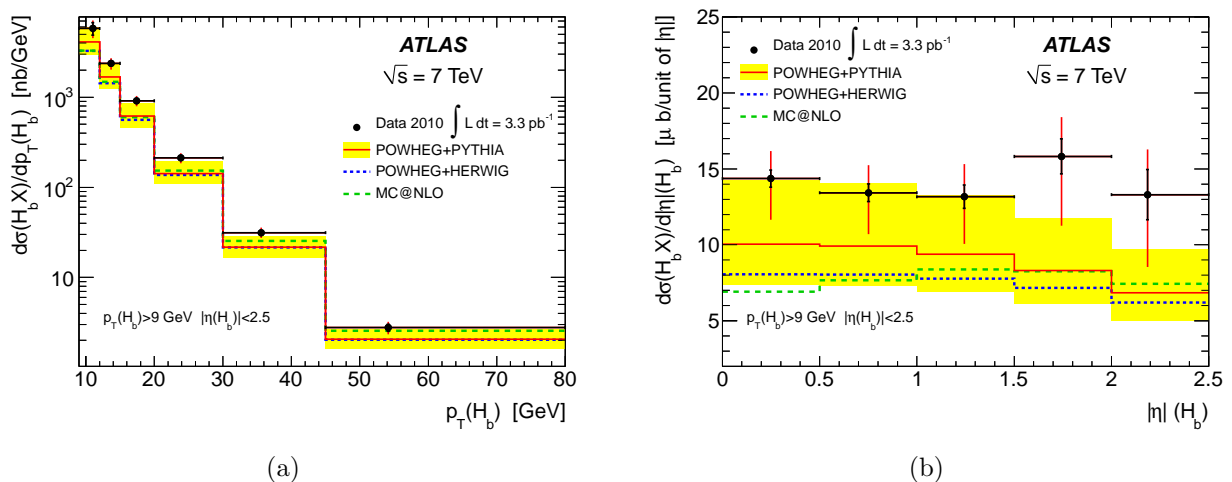 dσ(H_b X)/dp_T(H_b) [nb/GeV]
10³
10²
10
ATLAS
√s = 7 TeV
Data 2010 ∫ L dt = 3.3 pb⁻¹
POWHEG+PYTHIA
POWHEG+HERWIG
MC@NLO
p_T(H_b)>9 GeV |η(H_b)|<2.5
10 20 30 40 50 60 70 80
p_T(H_b) [GeV]
(a)
dσ(H_b X)/d|η|(H_b) [μ b/unit of |η|]
25
20
15
10
5
Data 2010 ∫ L dt = 3.3 pb⁻¹
POWHEG+PYTHIA
POWHEG+HERWIG
MC@NLO
ATLAS
√s = 7 TeV
p_T(H_b)>9 GeV |η(H_b)|<2.5
0 0.5 1 1.5 2 2.5
|η| (H_b)
(b)